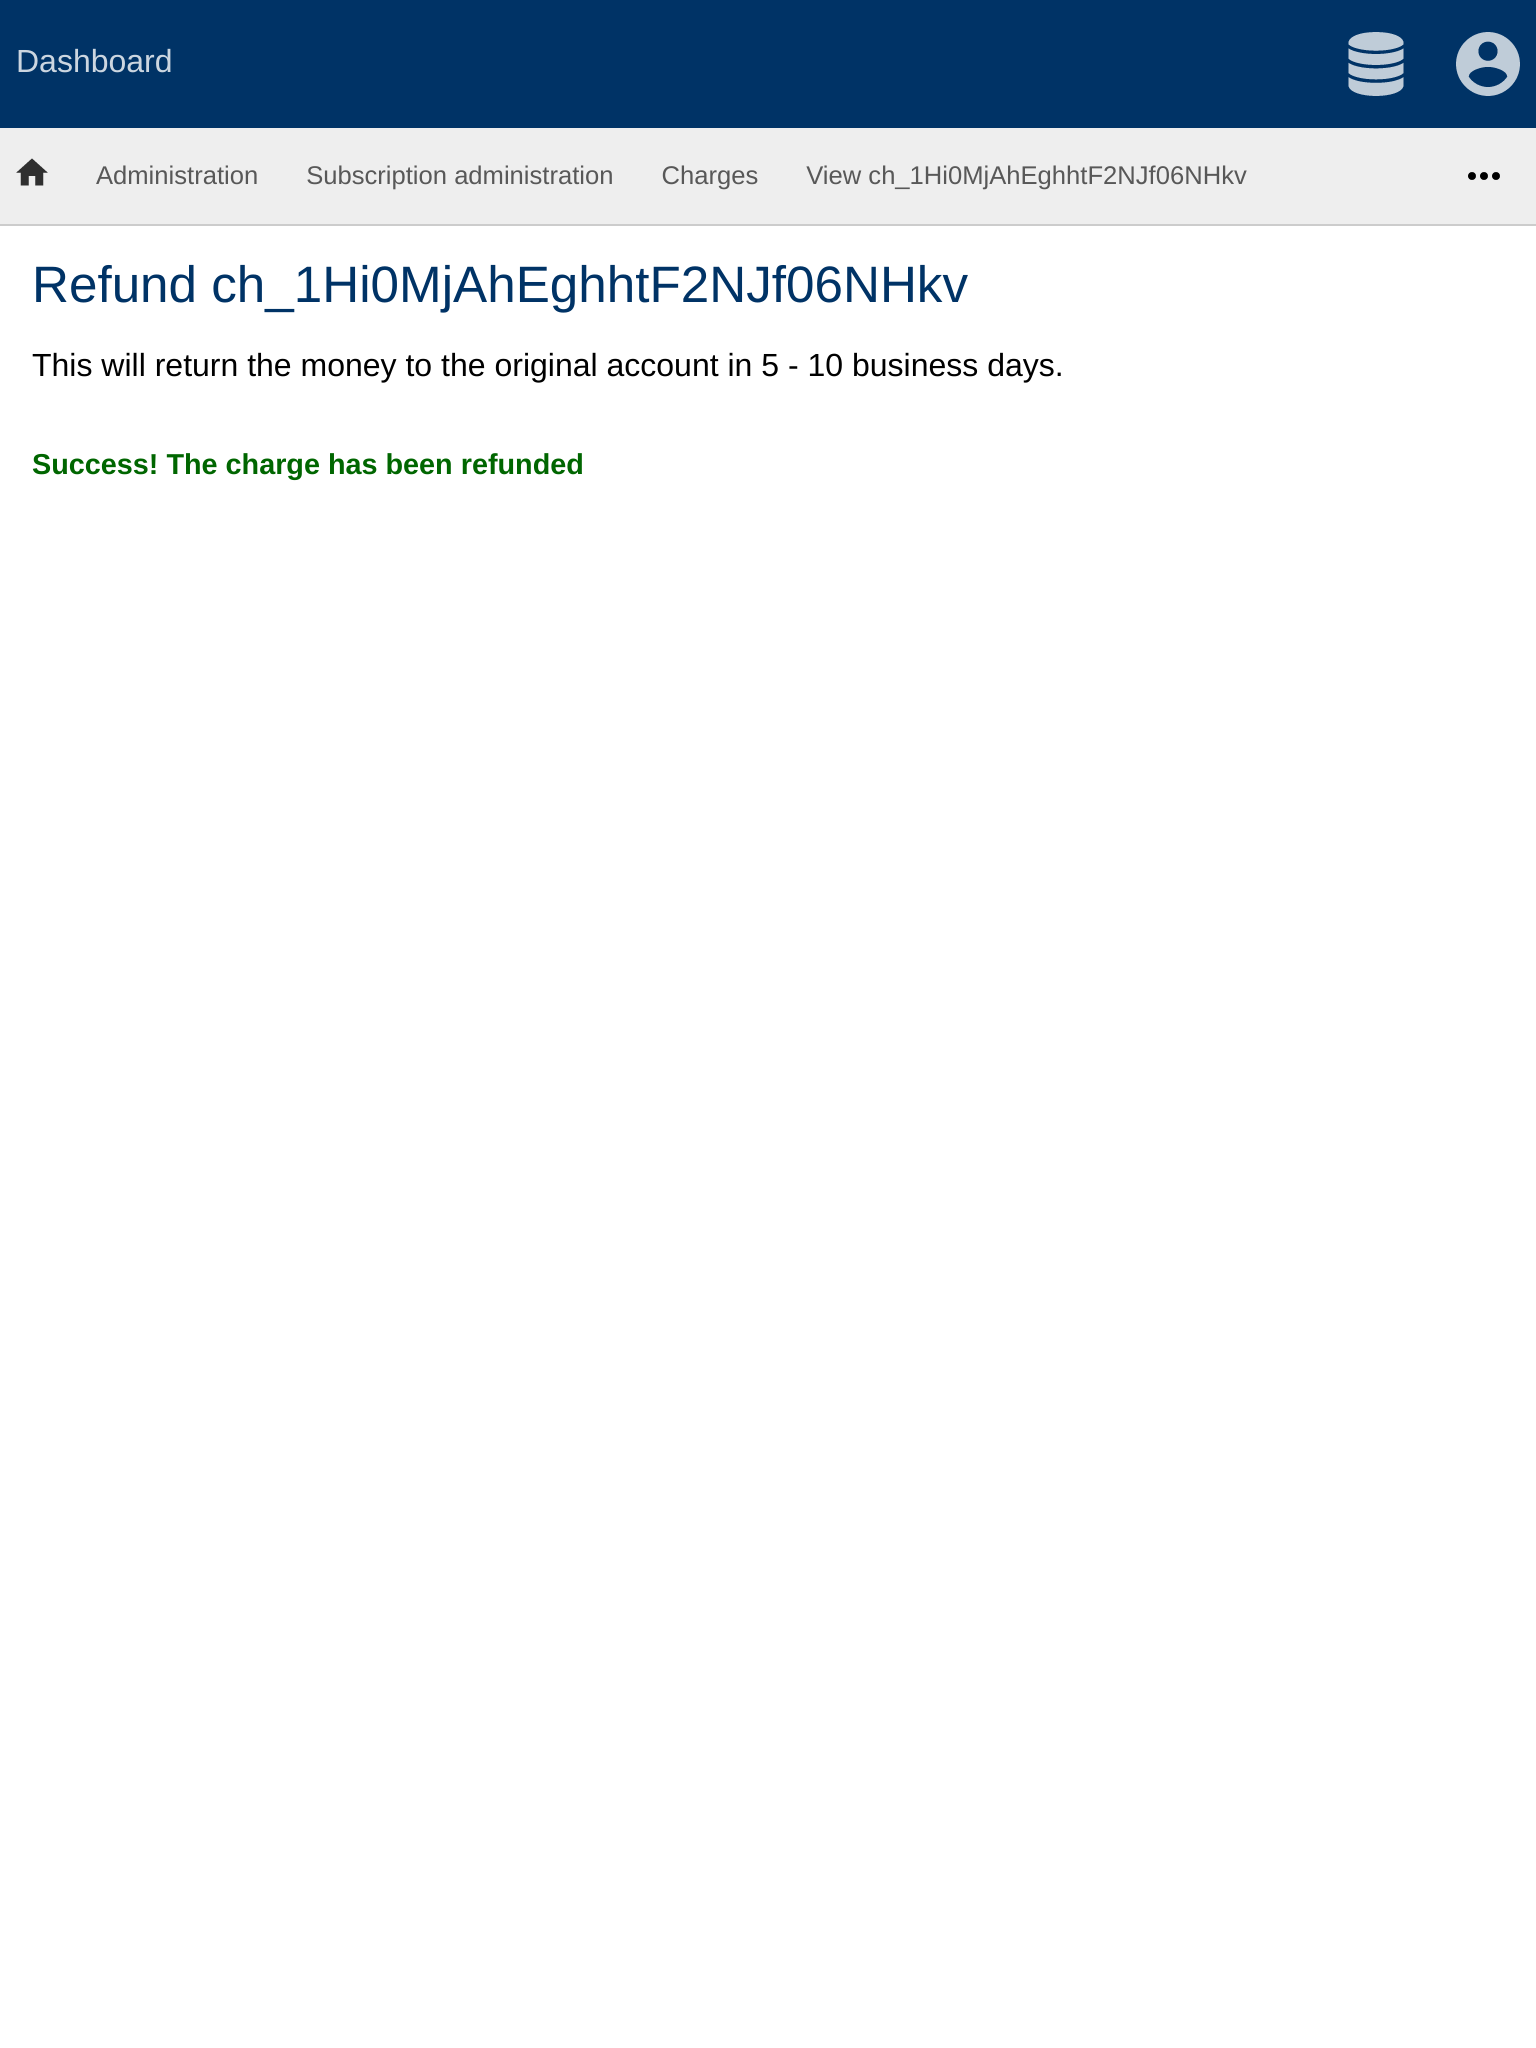 Dashboard
Administration Subscription administration Charges View ch_1Hi0MjAhEghhtF2NJf06NHkv
Refund ch_1Hi0MjAhEghhtF2NJf06NHkv
This will return the money to the original account in 5 - 10 business days.
Success! The charge has been refunded